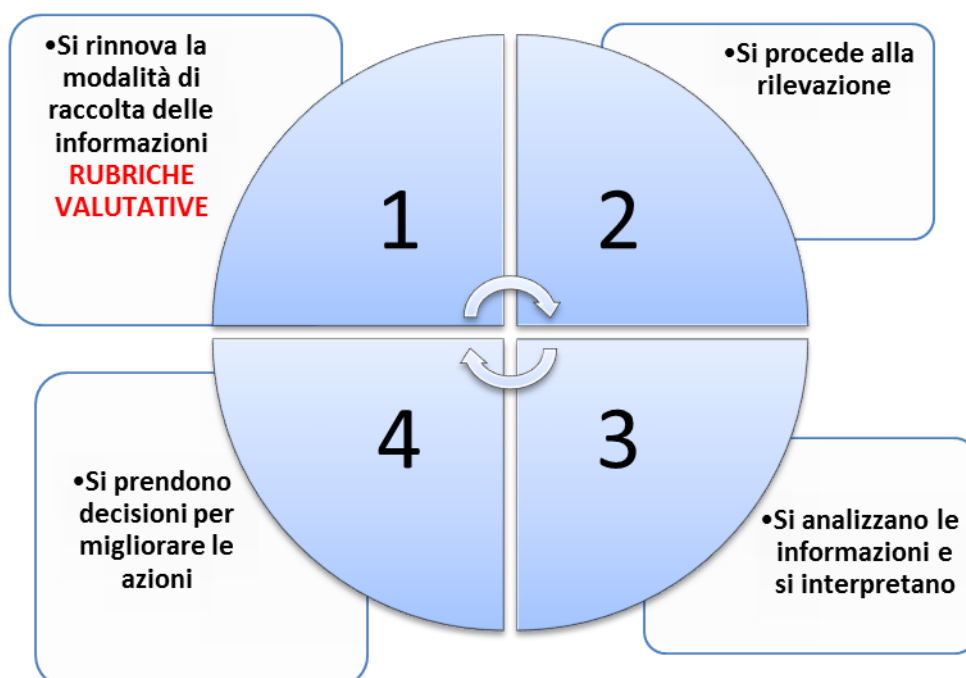 •Si rinnova la
modalità di
raccolta delle
informazioni
RUBRICHE
VALUTATIVE
1
•Si procede alla
rilevazione
2
•Si analizzano le
informazioni e
si interpretano
3
•Si prendono
decisioni per
migliorare le
azioni
4